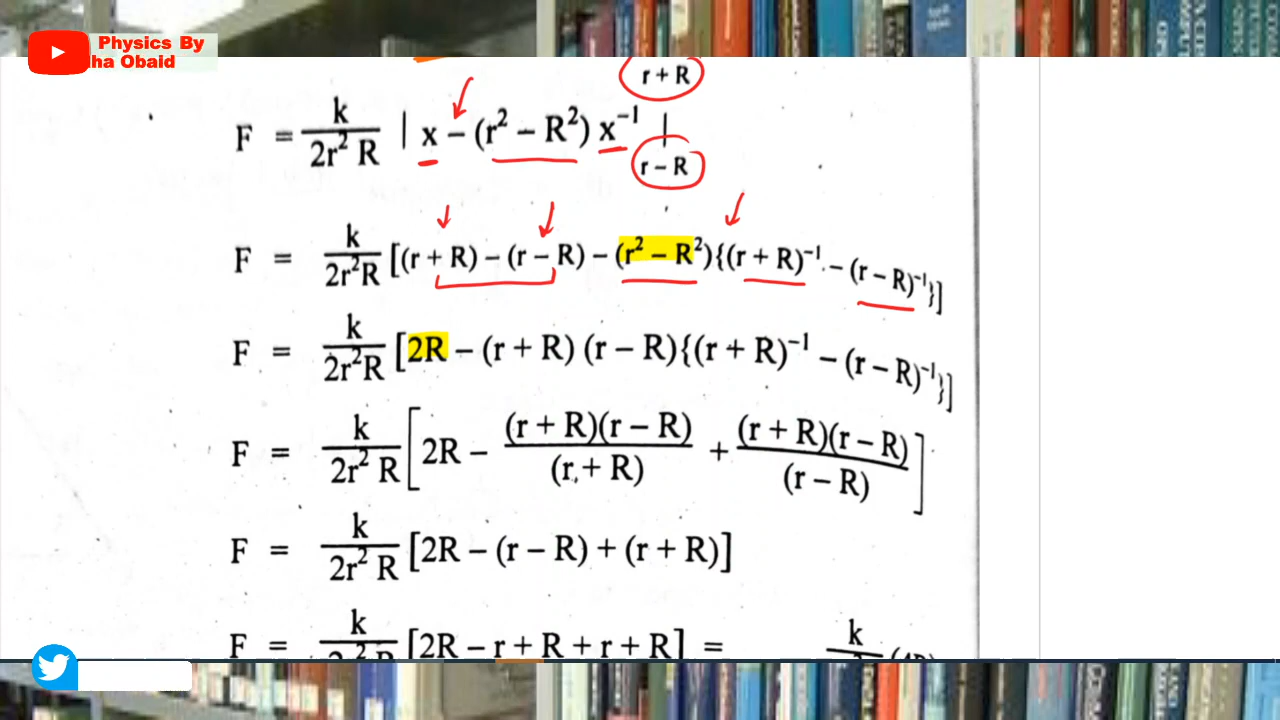 Physics By
ha Obaid
r + R
F = k/2r² R | x − (r² − R²) x⁻¹ |
r − R
F = k/2r²R [(r + R) − (r − R) − (r² − R²){(r + R)⁻¹ − (r − R)⁻¹}]
F = k/2r²R [2R − (r + R) (r − R){(r + R)⁻¹ − (r − R)⁻¹}]
F = k/2r² R [2R − (r + R)(r − R)/(r + R) + (r + R)(r − R)/(r − R)]
F = k/2r² R [2R − (r − R) + (r + R)]
F = k [2R − r + R + r + R] = k